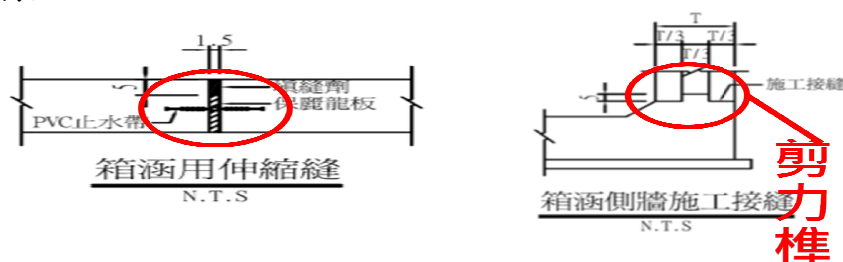 1.5
5
填縫劑
保麗龍板
PVC止水帶
箱涵用伸縮縫
N.T.S
T
T/3
T/3
T/3
5
施工接縫
箱涵側牆施工接縫
N.T.S
剪力榫